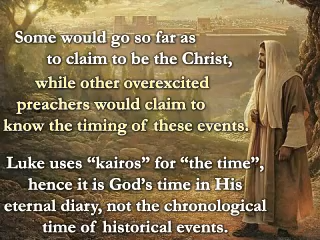 Some would go so far as
to claim to be the Christ,
while other overexcited
preachers would claim to
know the timing of these events.
Luke uses “kairos” for “the time”,
hence it is God’s time in His
eternal diary, not the chronological
time of historical events.